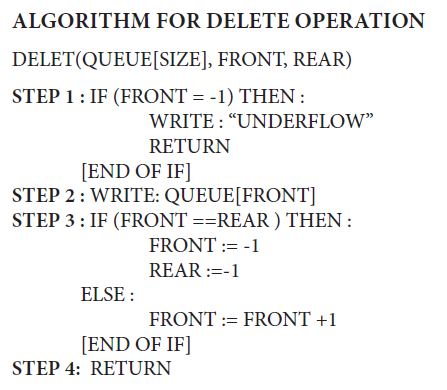 ALGORITHM FOR DELETE OPERATION
DELET(QUEUE[SIZE], FRONT, REAR)
STEP 1 : IF (FRONT = -1) THEN :
WRITE : “UNDERFLOW”
RETURN
[END OF IF]
STEP 2 : WRITE: QUEUE[FRONT]
STEP 3 : IF (FRONT ==REAR ) THEN :
FRONT := -1
REAR :=-1
ELSE :
FRONT := FRONT +1
[END OF IF]
STEP 4: RETURN